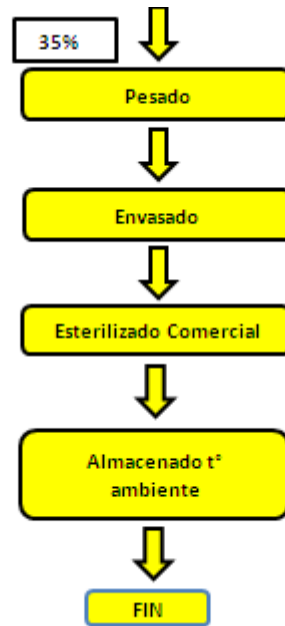 35%
Pesado
Envasado
Esterilizado Comercial
Almacenado t°
ambiente
FIN